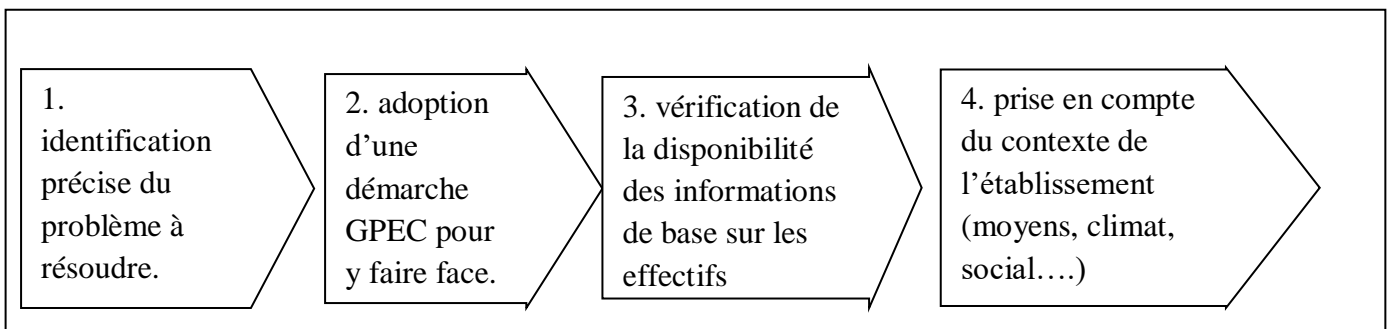 1.
identification
précise du
problème à
résoudre.
2. adoption
d’une
démarche
GPEC pour
y faire face.
3. vérification de
la disponibilité
des informations
de base sur les
effectifs
4. prise en compte
du contexte de
l’établissement
(moyens, climat,
social….)